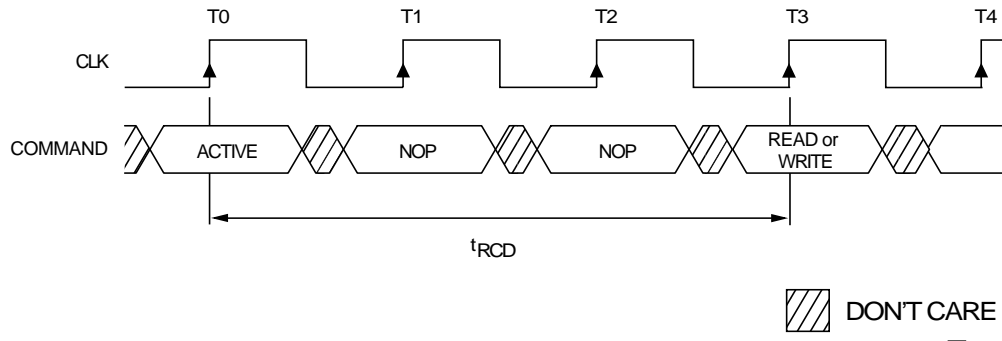 T0 T1 T2 T3 T4
CLK
COMMAND ACTIVE NOP NOP READ or
WRITE
tRCD
DON'T CARE